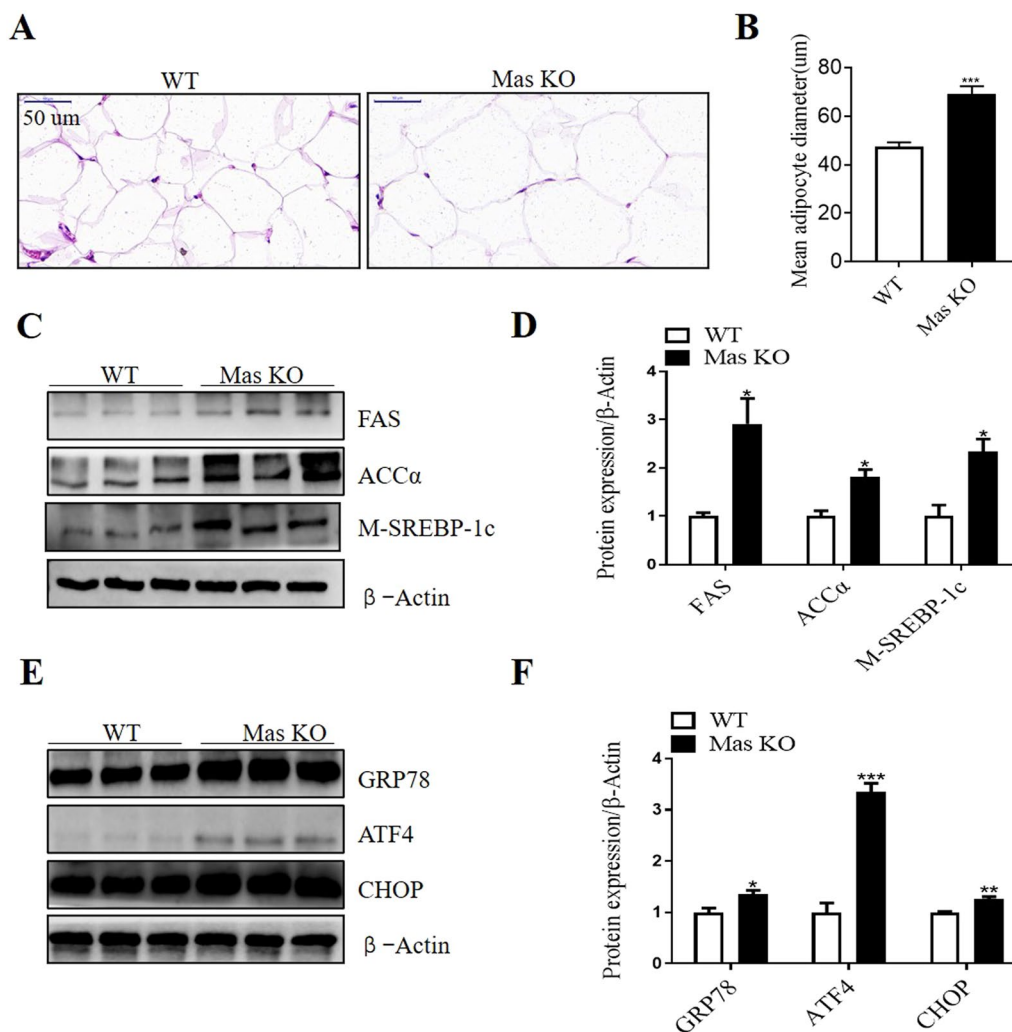 A
WT
Mas KO
50 um
B
Mean adipocyte diameter(um)
80
60
40
20
0
***
WT
Mas KO
C
WT
Mas KO
FAS
ACCα
M-SREBP-1c
β-Actin
D
WT
Mas KO
Protein expression/β-Actin
4
3
2
1
0
*
*
*
FAS
ACCα
M-SREBP-1c
E
WT
Mas KO
GRP78
ATF4
CHOP
β-Actin
F
WT
Mas KO
Protein expression/β-Actin
4
3
2
1
0
*
***
**
GRP78
ATF4
CHOP